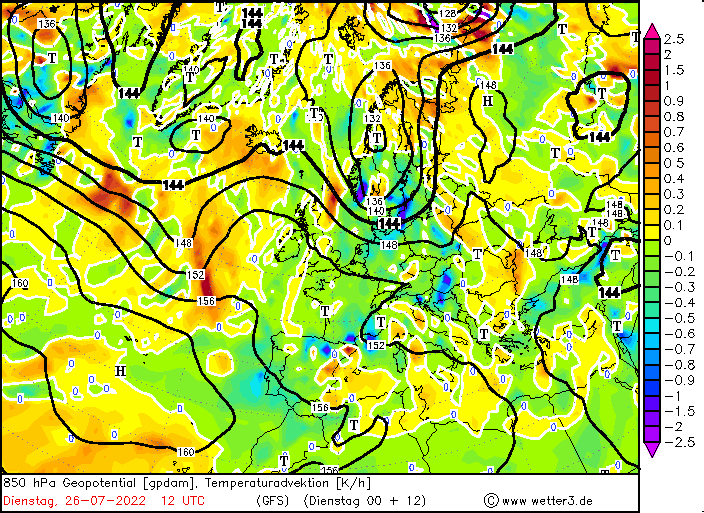 2.5
2
1.5
1
0.9
0.8
0.7
0.6
0.5
0.4
0.3
0.2
0.1
0
−0.1
−0.2
−0.3
−0.4
−0.5
−0.6
−0.7
−0.8
−0.9
−1
−1.5
−2
−2.5
144
128
144
132
136
136
144
T
T
T
T
136
140
148
H
T
144
140
T
132
140
T
T
144
144
T
144
136
140
148
144
148
148
148
T
148
T
148
152
T
148
160
156
144
T
T
T
T
152
H
156
T
160
T
156
850 hPa Geopotential [gpdam], Temperaturadvektion [K/h]
Dienstag, 26-07-2022 12 UTC (GFS) (Dienstag 00 + 12) © www.wetter3.de